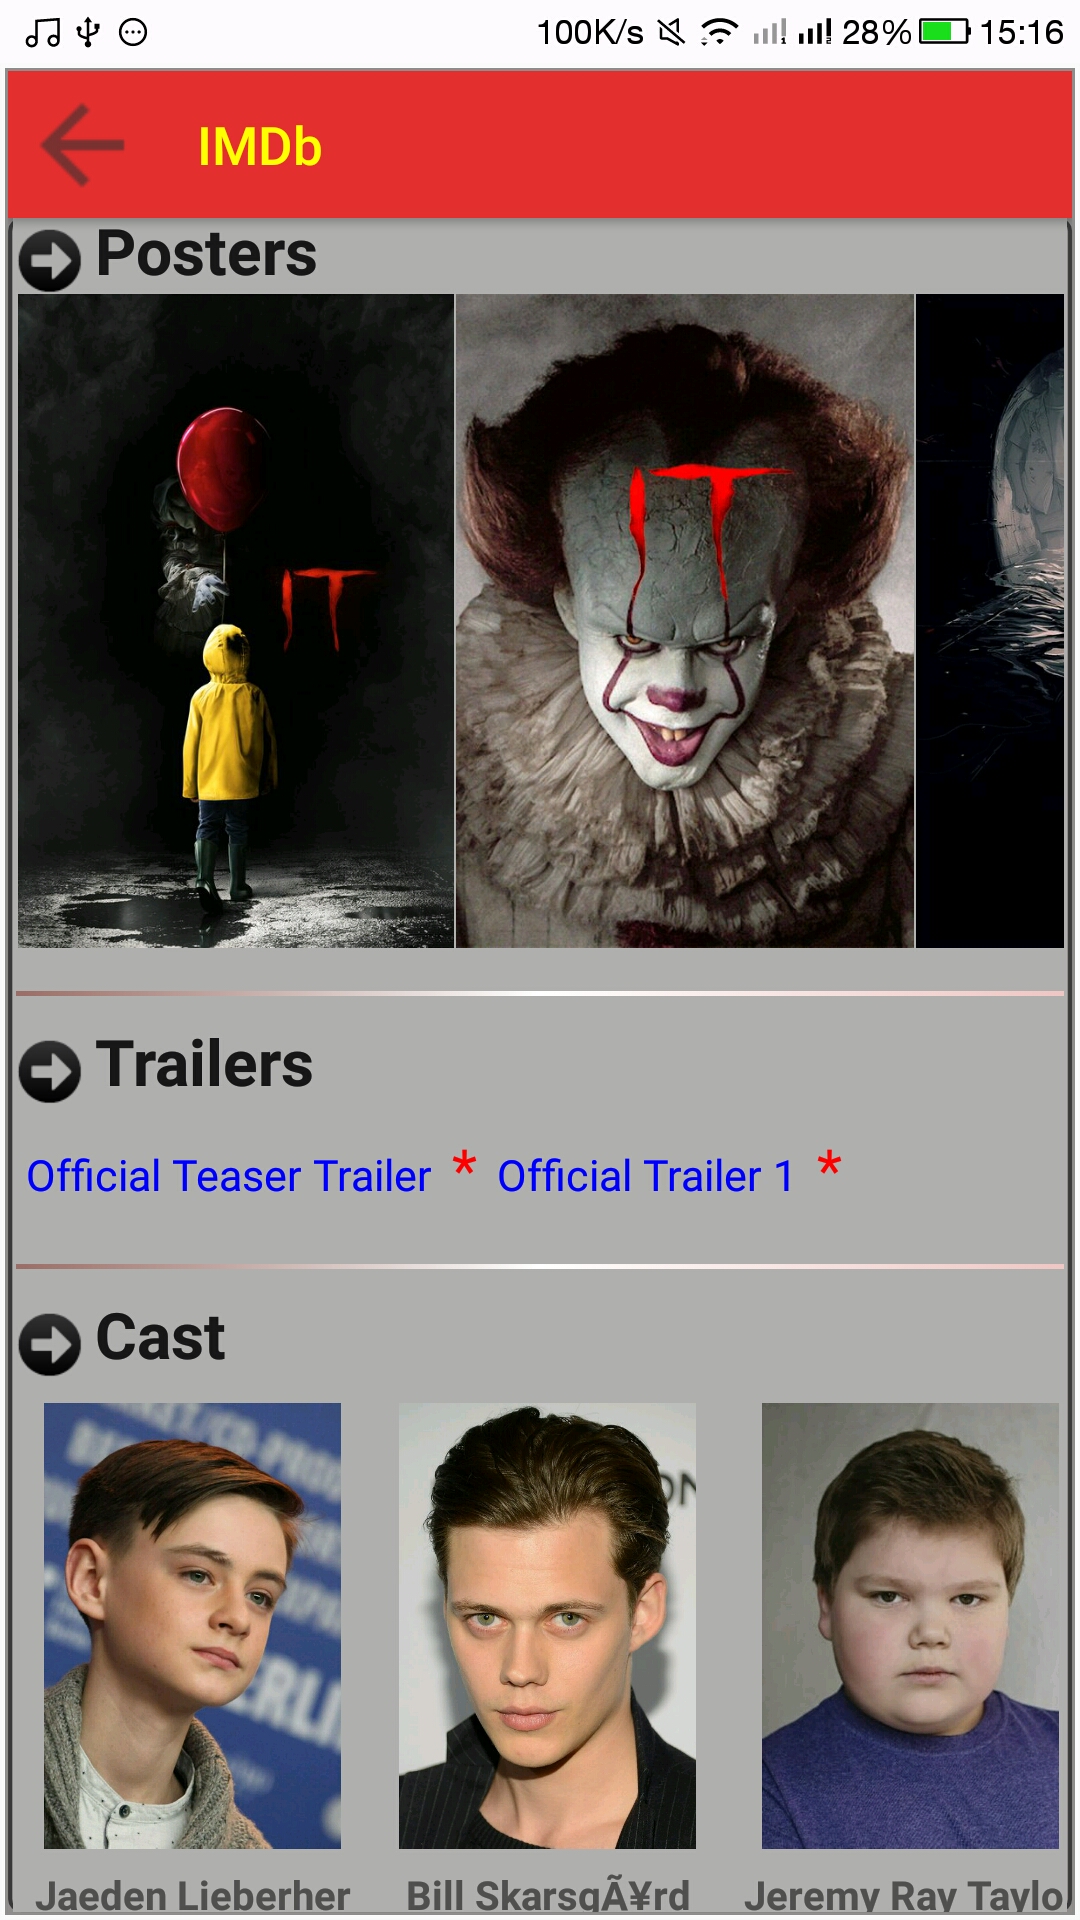 100K/s 28% 15:16
IMDb
Posters
IT
IT
Trailers
Official Teaser Trailer * Official Trailer 1 *
Cast
Jaeden Lieberher Bill SkarsgÃ¥rd Jeremy Ray Taylo